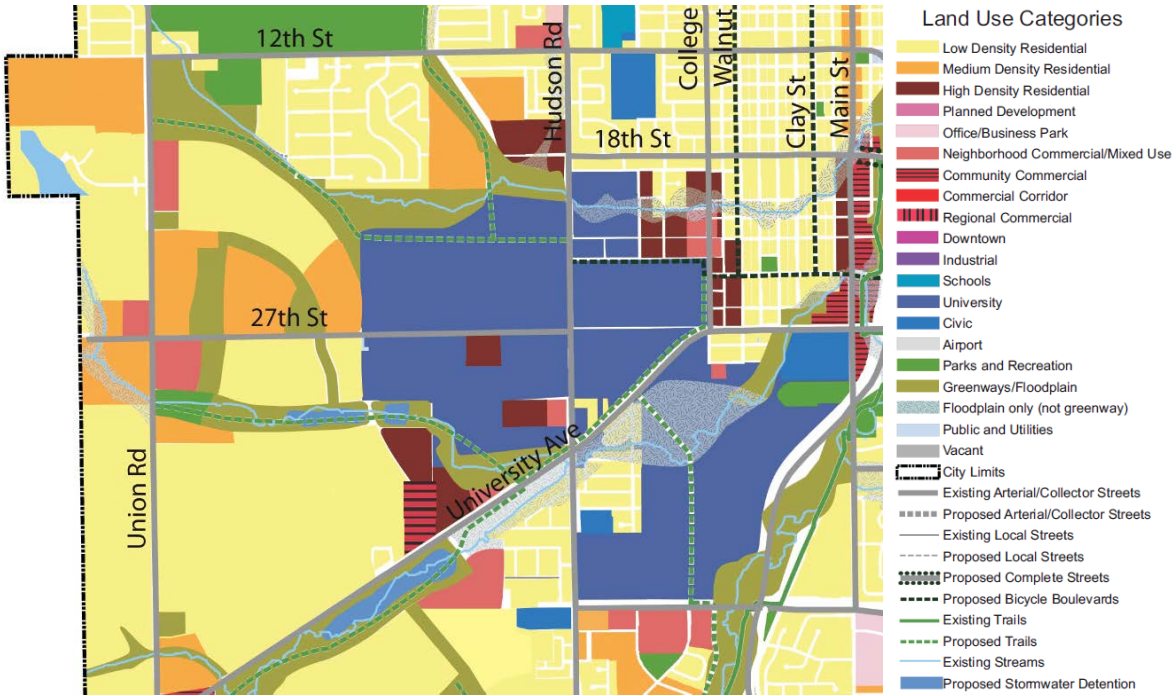 12th St
Hudson Rd
College
Walnut
Clay St
Main St
18th St
27th St
University Ave
Union Rd
Land Use Categories
Low Density Residential
Medium Density Residential
High Density Residential
Planned Development
Office/Business Park
Neighborhood Commercial/Mixed Use
Community Commercial
Commercial Corridor
Regional Commercial
Downtown
Industrial
Schools
University
Civic
Airport
Parks and Recreation
Greenways/Floodplain
Floodplain only (not greenway)
Public and Utilities
Vacant
City Limits
Existing Arterial/Collector Streets
Proposed Arterial/Collector Streets
Existing Local Streets
Proposed Local Streets
Proposed Complete Streets
Proposed Bicycle Boulevards
Existing Trails
Proposed Trails
Existing Streams
Proposed Stormwater Detention